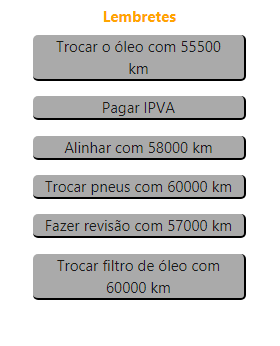 Lembretes
Trocar o óleo com 55500
km
Pagar IPVA
Alinhar com 58000 km
Trocar pneus com 60000 km
Fazer revisão com 57000 km
Trocar filtro de óleo com
60000 km